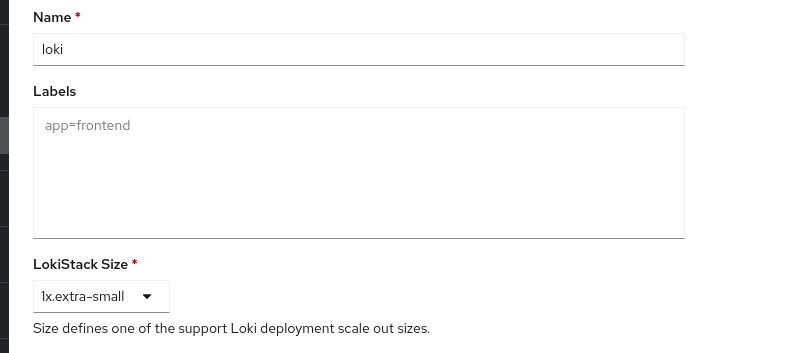 Name *
loki
Labels
app=frontend
LokiStack Size *
1x.extra-small
Size defines one of the support Loki deployment scale out sizes.